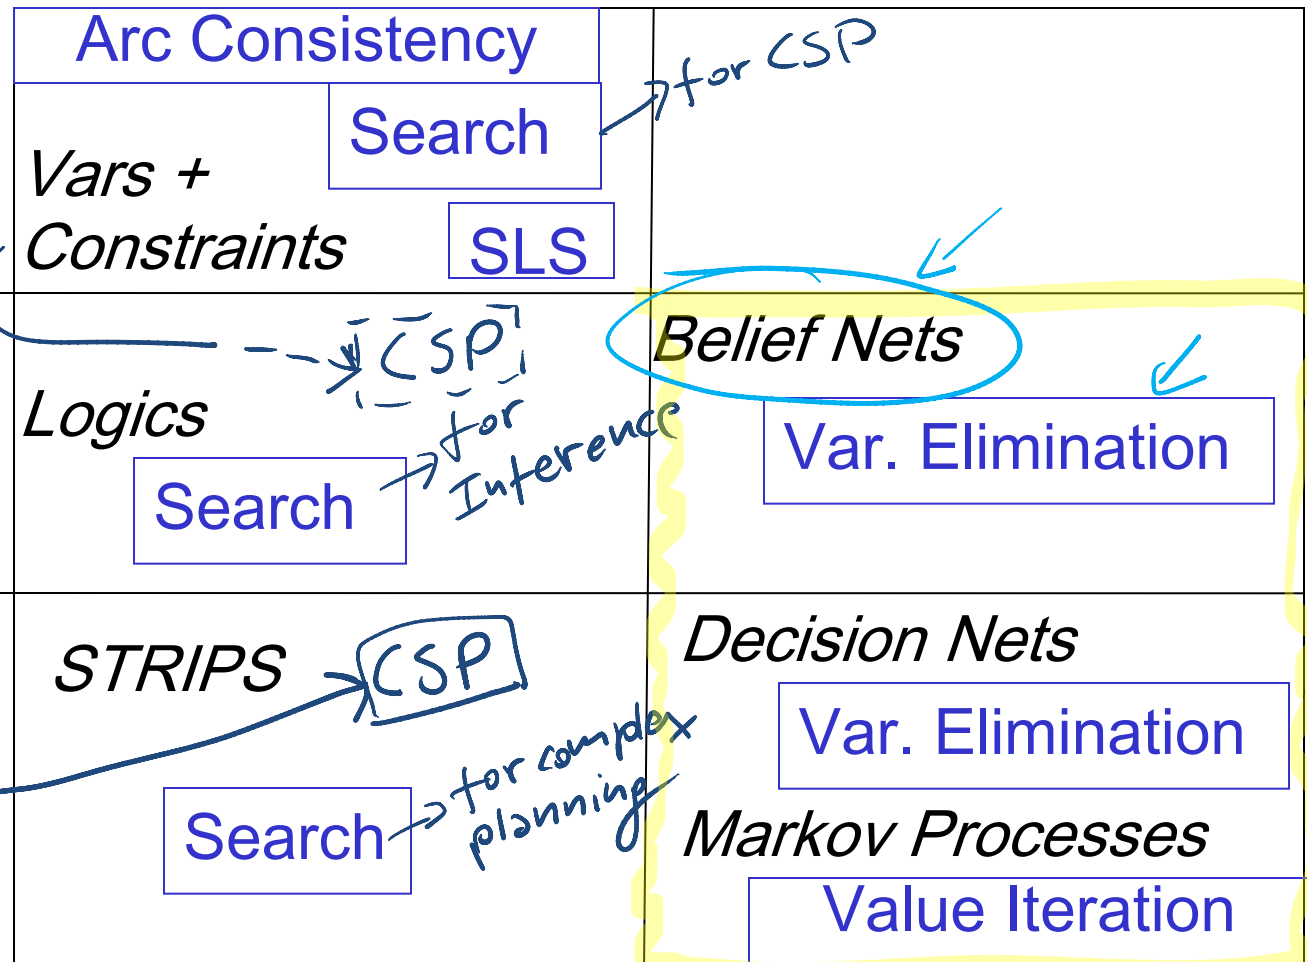 Arc Consistency
Search
for CSP
Vars +
Constraints
SLS
CSP
Logics
Search
for
Inference
Belief Nets
Var. Elimination
STRIPS
CSP
Search
for complex
planning
Decision Nets
Var. Elimination
Markov Processes
Value Iteration